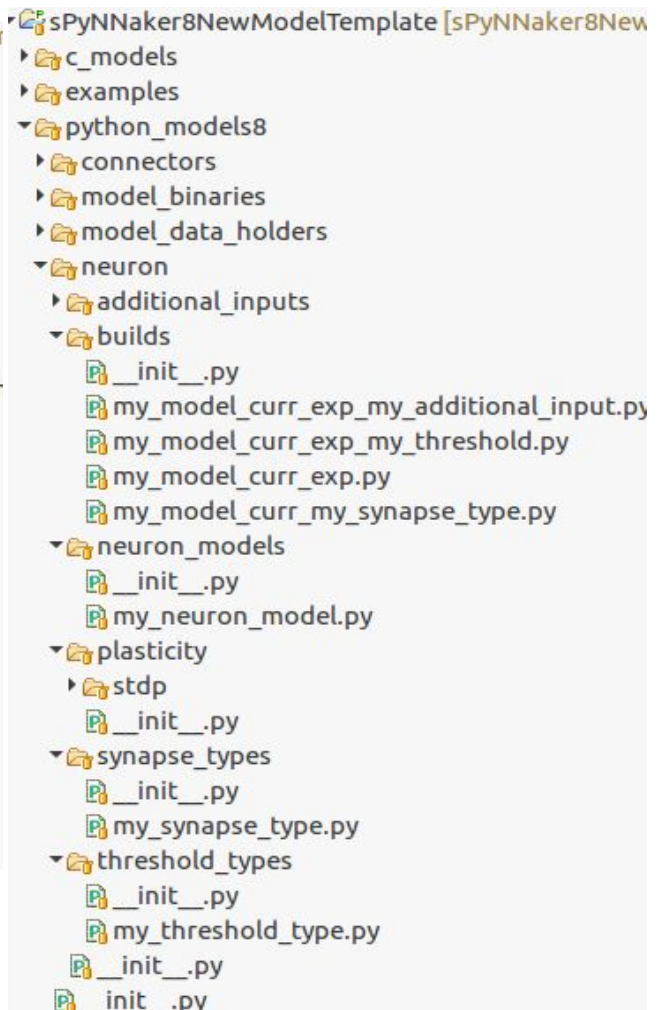 sPyNNaker8NewModelTemplate [sPyNNaker8New
c_models
examples
python_models8
connectors
model_binaries
model_data_holders
neuron
additional_inputs
builds
__init__.py
my_model_curr_exp_my_additional_input.py
my_model_curr_exp_my_threshold.py
my_model_curr_exp.py
my_model_curr_my_synapse_type.py
neuron_models
__init__.py
my_neuron_model.py
plasticity
stdp
__init__.py
synapse_types
__init__.py
my_synapse_type.py
threshold_types
__init__.py
my_threshold_type.py
__init__.py
__init__.py